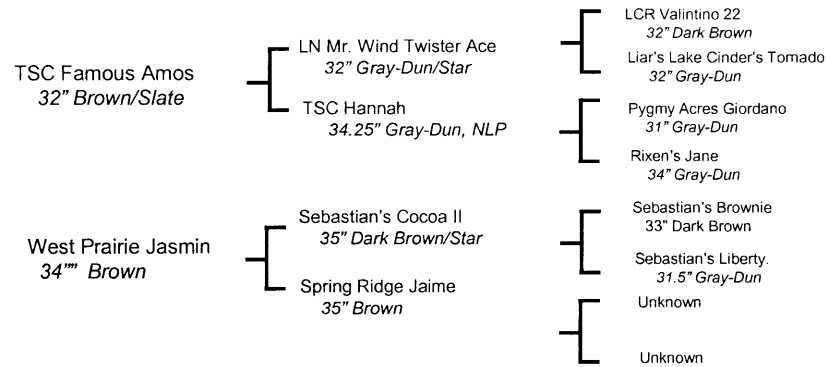 TSC Famous Amos
32" Brown/Slate
LN Mr. Wind Twister Ace
32" Gray-Dun/Star
TSC Hannah
34.25" Gray-Dun, NLP
LCR Valintino 22
32" Dark Brown
Liar's Lake Cinder's Tornado
32" Gray-Dun
Pygmy Acres Giordano
31" Gray-Dun
Rixen's Jane
34" Gray-Dun
West Prairie Jasmin
34"" Brown
Sebastian's Cocoa II
35" Dark Brown/Star
Spring Ridge Jaime
35" Brown
Sebastian's Brownie
33" Dark Brown
Sebastian's Liberty.
31.5" Gray-Dun
Unknown
Unknown